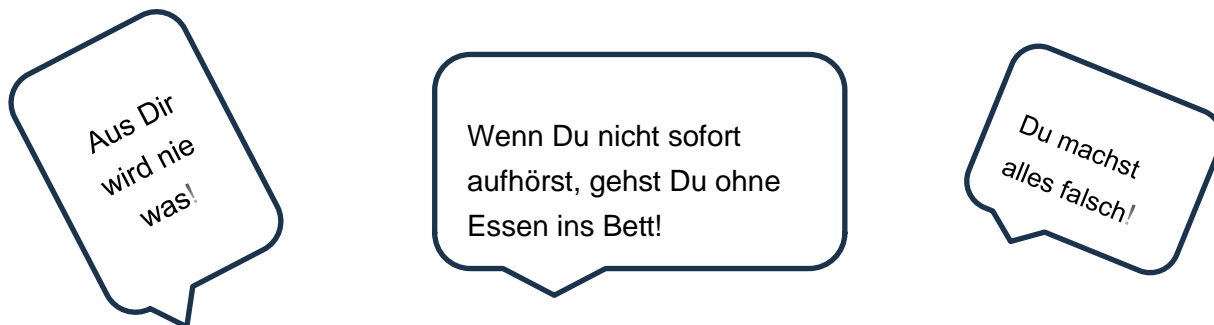 Aus Dir
wird nie
was!
Wenn Du nicht sofort
aufhörst, gehst Du ohne
Essen ins Bett!
Du machst
alles falsch!